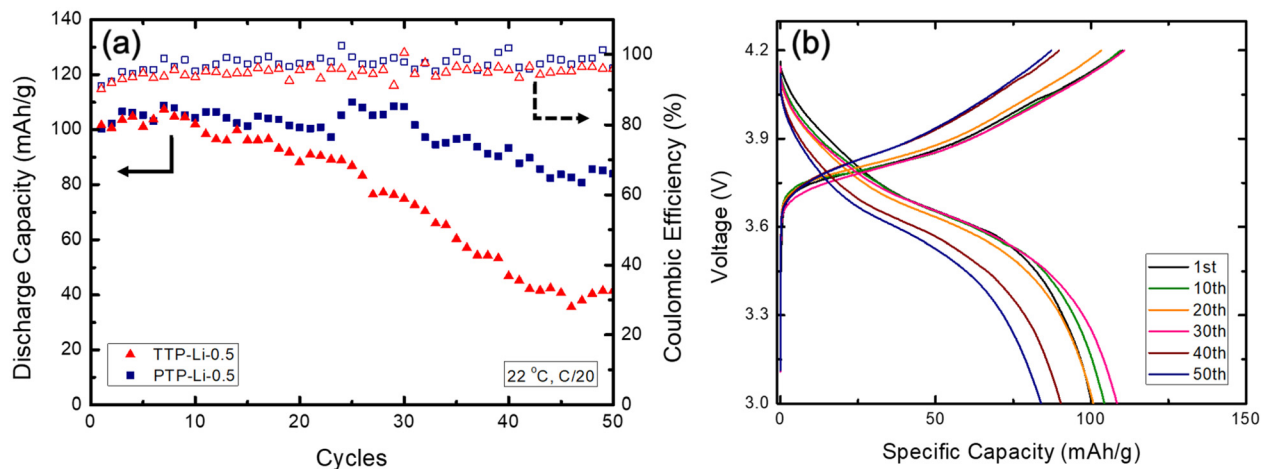 (a)
Discharge Capacity (mAh/g)
140
120
100
80
60
40
20
0
TTP-Li-0.5
PTP-Li-0.5
22 °C, C/20
100
80
60
40
20
0
Coulombic Efficiency (%)
0 10 20 30 40 50
Cycles
(b)
Voltage (V)
4.2
3.9
3.6
3.3
3.0
1st
10th
20th
30th
40th
50th
0 50 100 150
Specific Capacity (mAh/g)